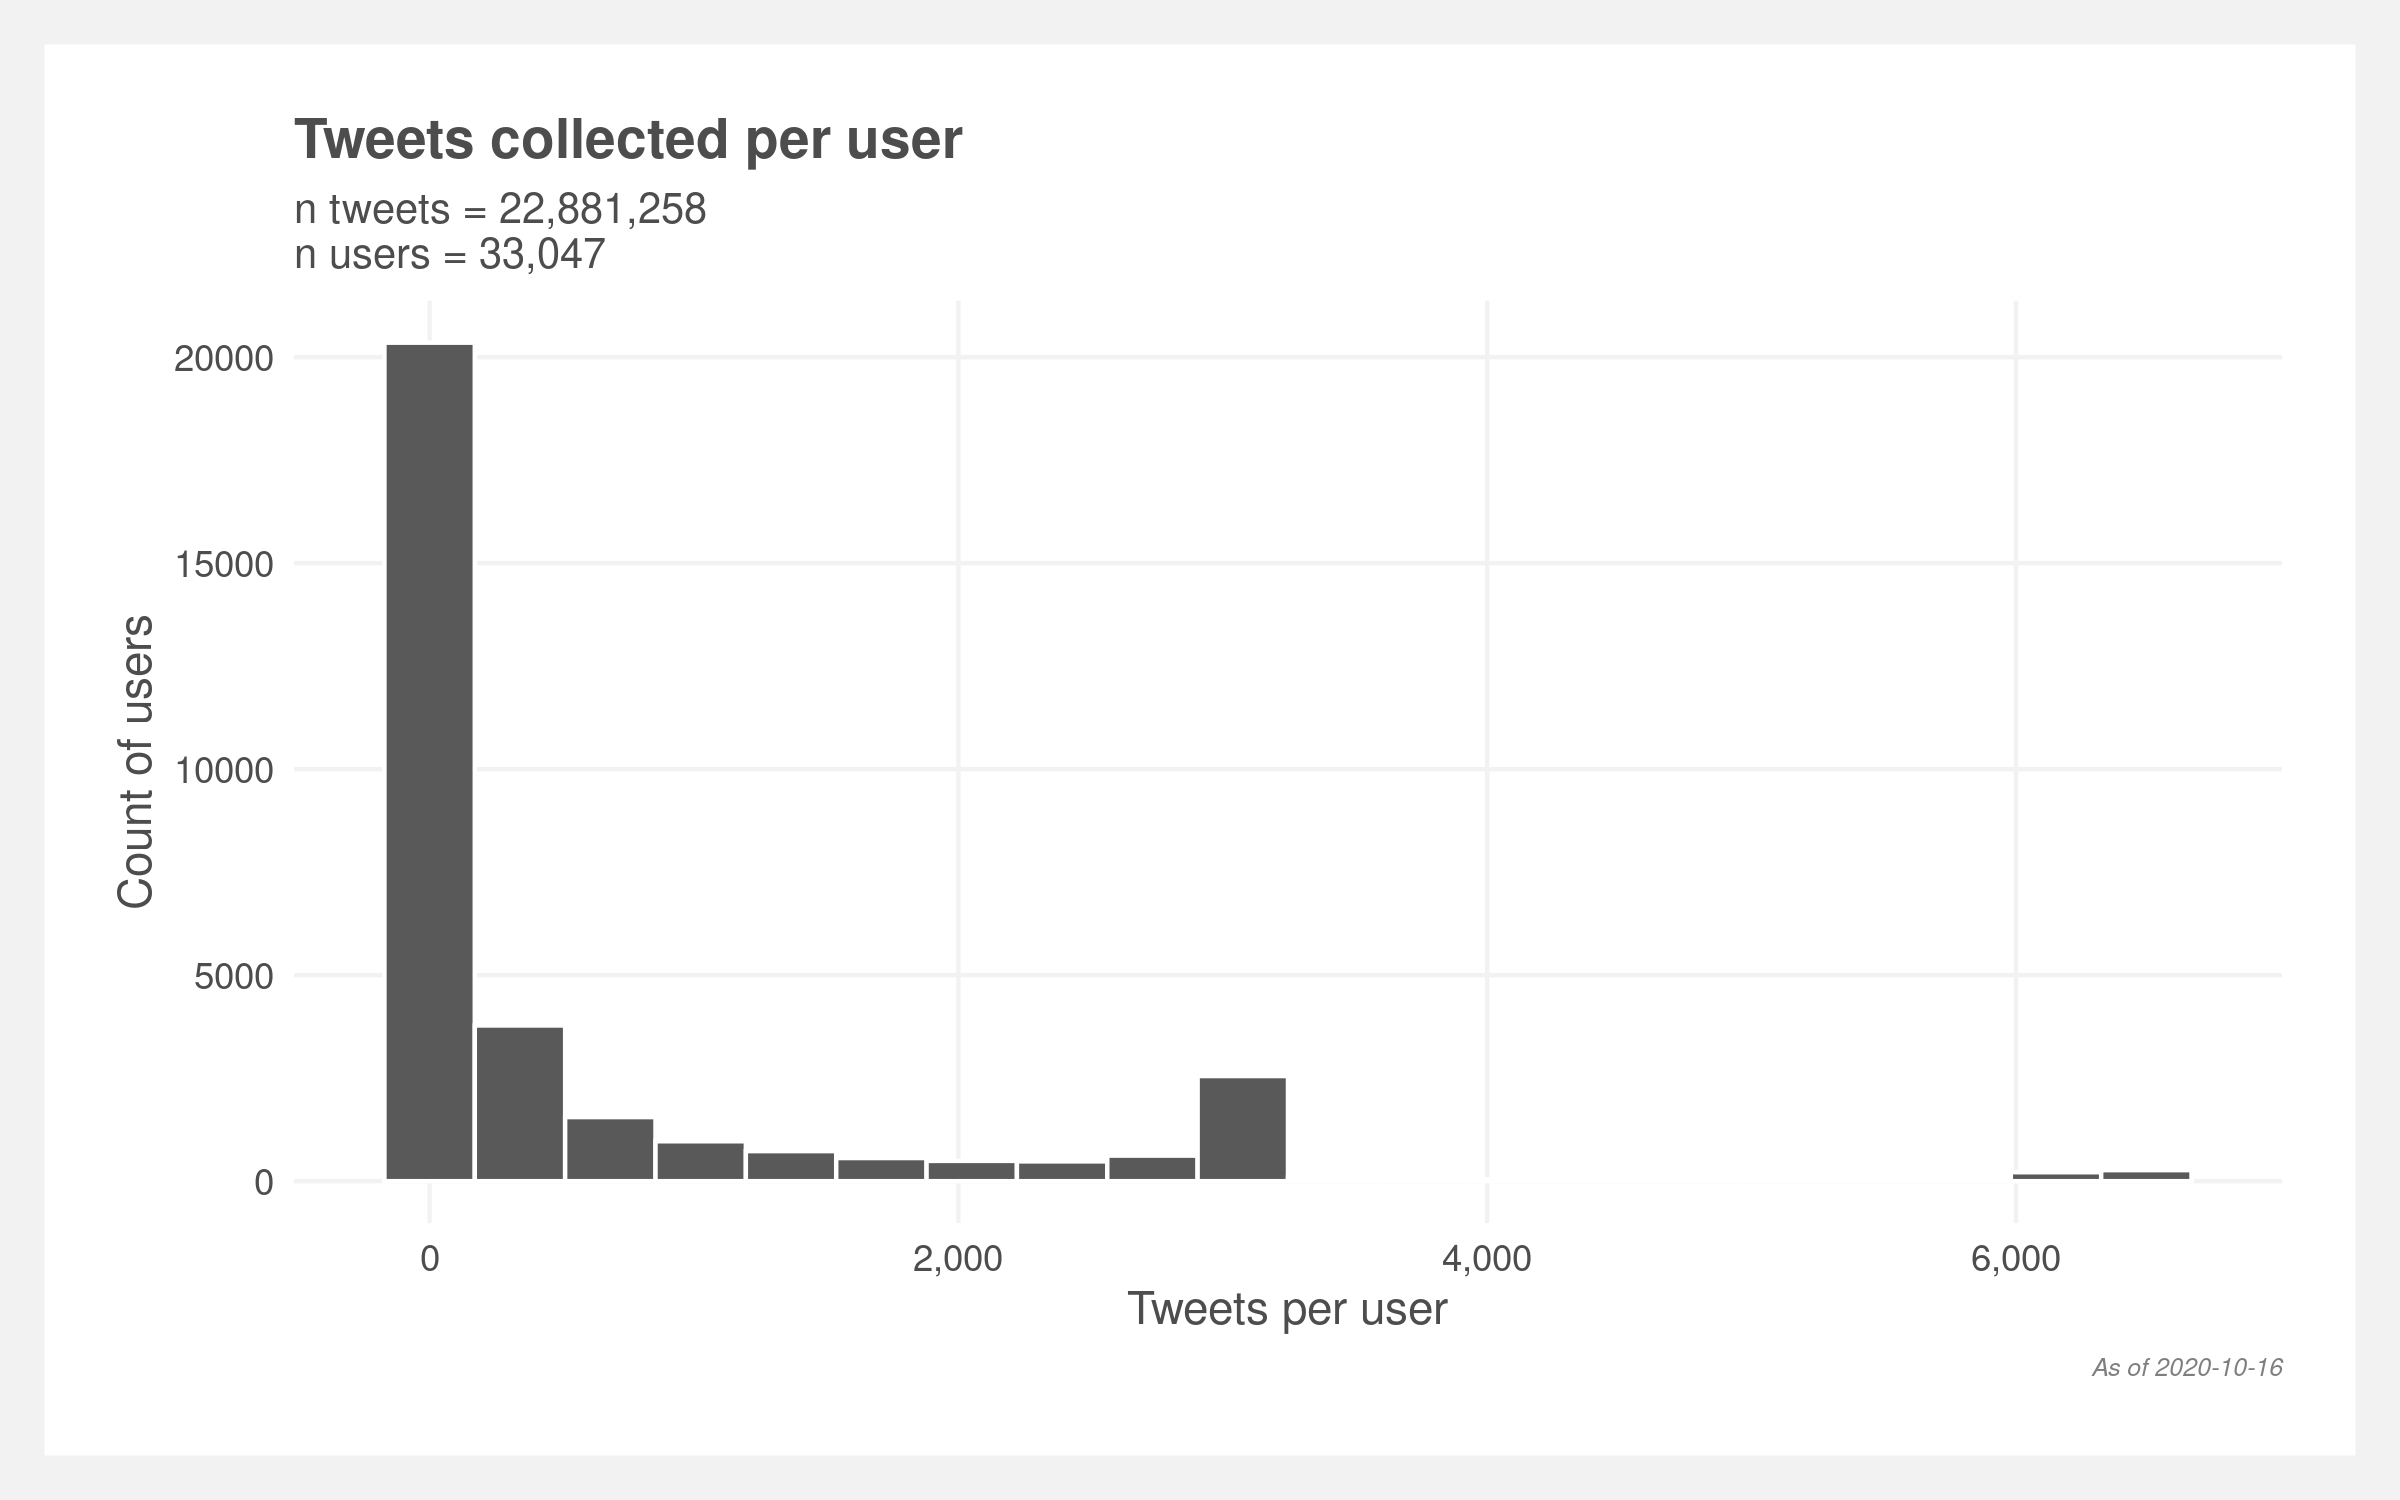 Tweets collected per user
n tweets = 22,881,258
n users = 33,047
Count of users
20000
15000
10000
5000
0
0
2,000
4,000
6,000
Tweets per user
As of 2020-10-16